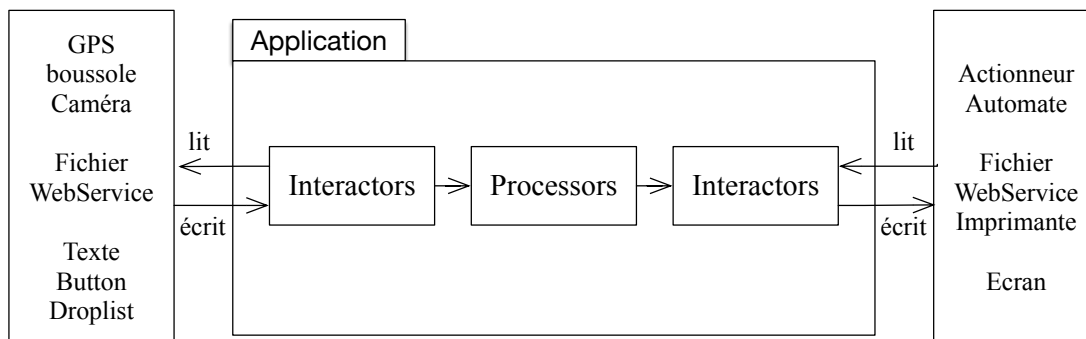 GPS
boussole
Caméra
Fichier
WebService
Texte
Button
Droplist
lit
écrit
Application
Interactors
Processors
Interactors
lit
écrit
Actionneur
Automate
Fichier
WebService
Imprimante
Ecran